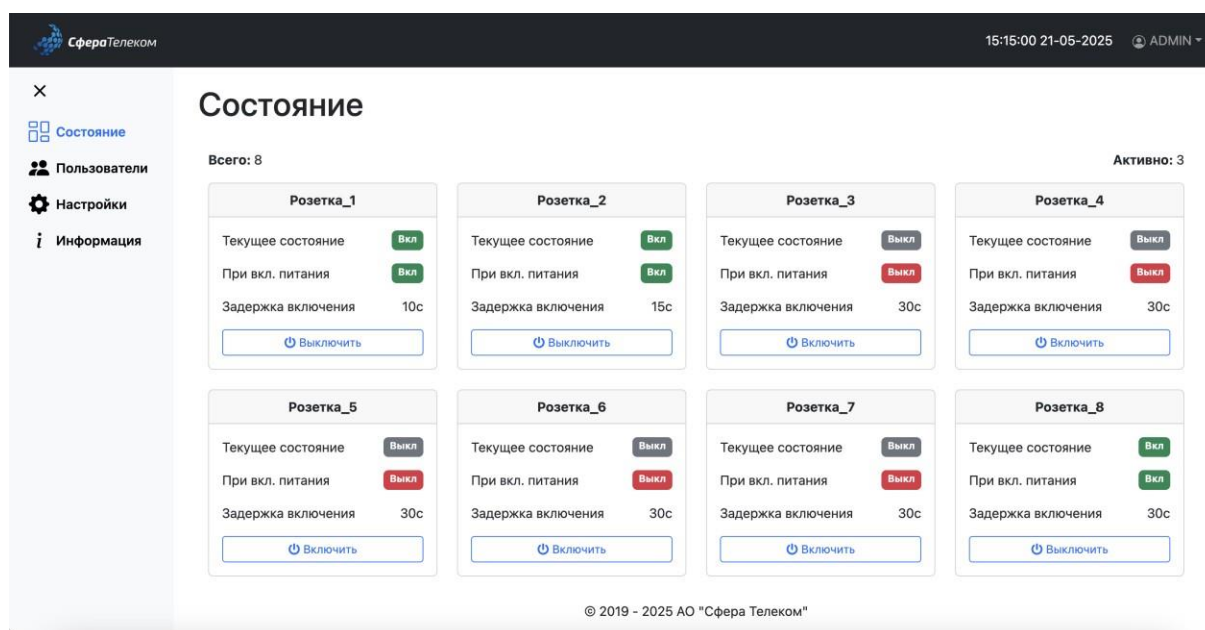 СфераТелеком
15:15:00 21-05-2025 ADMIN
Состояние
Пользователи
Настройки
Информация
Состояние
Всего: 8 Активно: 3
Розетка_1 Розетка_2 Розетка_3 Розетка_4
Текущее состояние Вкл Текущее состояние Вкл Текущее состояние Выкл Текущее состояние Выкл
При вкл. питания Вкл При вкл. питания Вкл При вкл. питания Выкл При вкл. питания Выкл
Задержка включения 10с Задержка включения 15с Задержка включения 30с Задержка включения 30с
Выключить Выключить Включить Включить
Розетка_5 Розетка_6 Розетка_7 Розетка_8
Текущее состояние Выкл Текущее состояние Выкл Текущее состояние Выкл Текущее состояние Вкл
При вкл. питания Выкл При вкл. питания Выкл При вкл. питания Выкл При вкл. питания Вкл
Задержка включения 30с Задержка включения 30с Задержка включения 30с Задержка включения 30с
Включить Включить Включить Выключить
© 2019 - 2025 АО "Сфера Телеком"